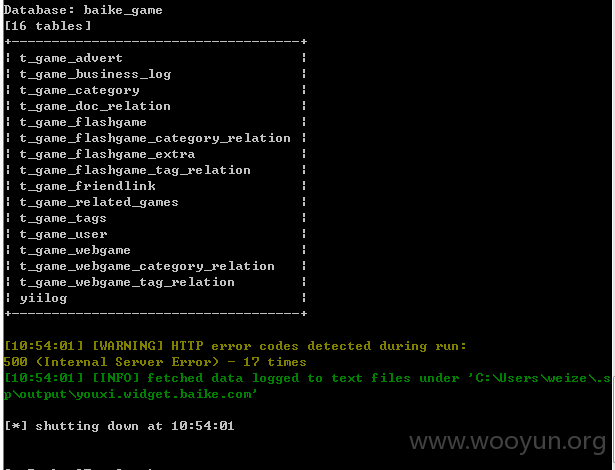 Database: baike_game
[16 tables]
+------------------------------------+
¦ t_game_advert ¦
¦ t_game_business_log ¦
¦ t_game_category ¦
¦ t_game_doc_relation ¦
¦ t_game_flashgame ¦
¦ t_game_flashgame_category_relation ¦
¦ t_game_flashgame_extra ¦
¦ t_game_flashgame_tag_relation ¦
¦ t_game_friendlink ¦
¦ t_game_related_games ¦
¦ t_game_tags ¦
¦ t_game_user ¦
¦ t_game_webgame ¦
¦ t_game_webgame_category_relation ¦
¦ t_game_webgame_tag_relation ¦
¦ yiilog ¦
+------------------------------------+
[10:54:01] [WARNING] HTTP error codes detected during run:
500 (Internal Server Error) - 17 times
[10:54:01] [INFO] fetched data logged to text files under 'C:\Users\weize\.s
p\output\youxi.widget.baike.com'
[*] shutting down at 10:54:01
www.wooyun.org